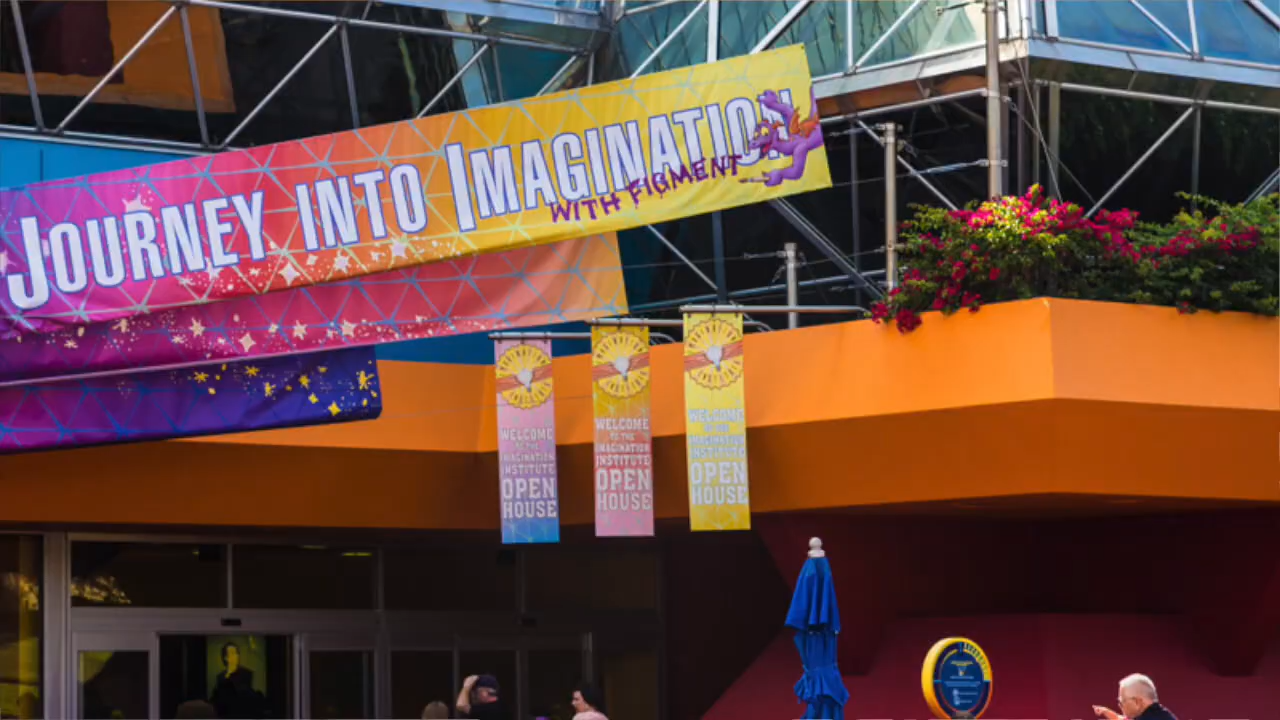 JOURNEY INTO IMAGINATION
WITH FIGMENT
WELCOME
TO THE
IMAGINATION
INSTITUTE
OPEN
HOUSE
WELCOME
TO THE
IMAGINATION
INSTITUTE
OPEN
HOUSE
WELCOME
TO THE
IMAGINATION
INSTITUTE
OPEN
HOUSE